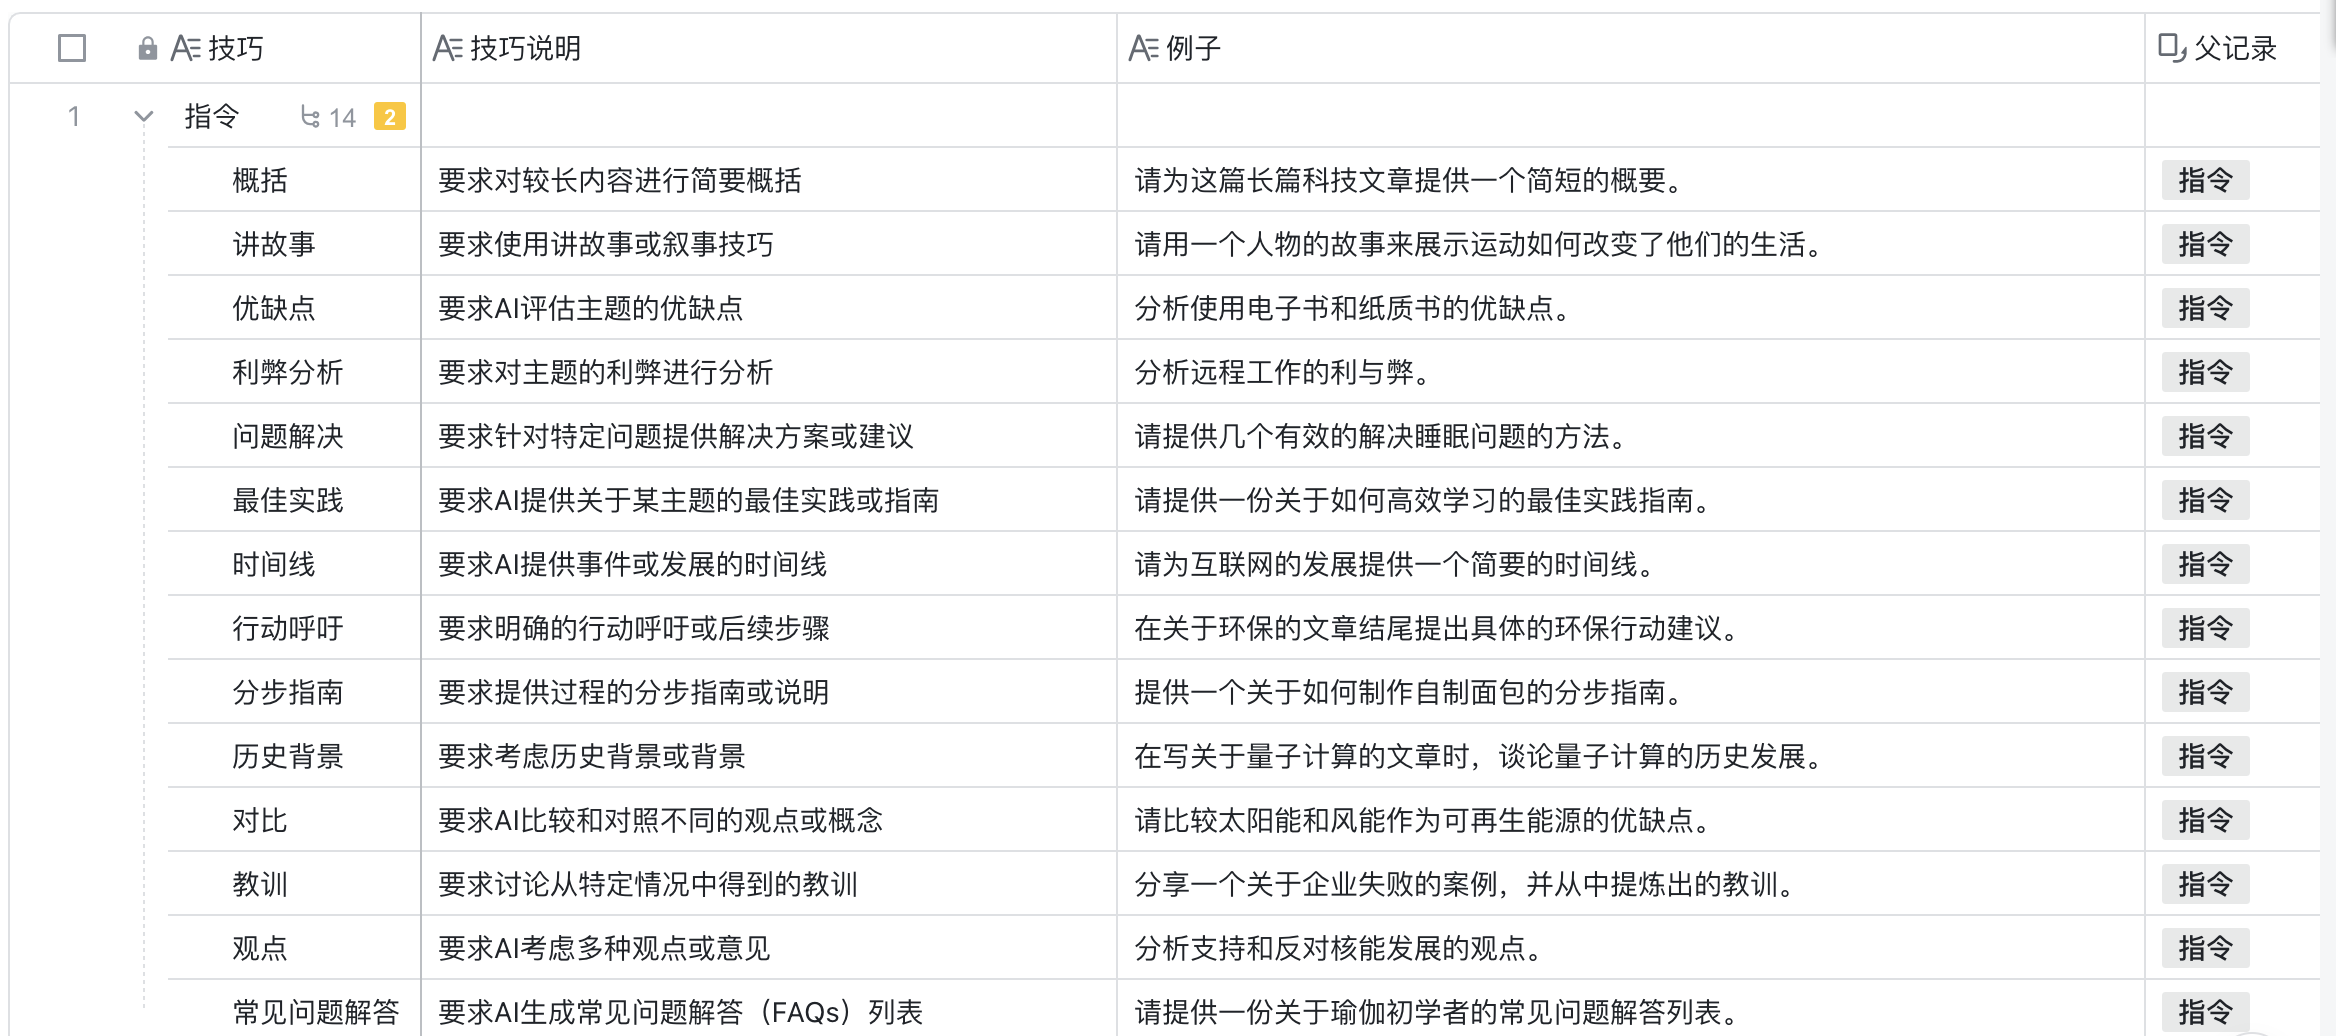 技巧 技巧说明 例子 父记录
1 指令 14 2
概括 要求对较长内容进行简要概括 请为这篇长篇科技文章提供一个简短的概要。 指令
讲故事 要求使用讲故事或叙事技巧 请用一个人物的故事来展示运动如何改变了他们的生活。 指令
优缺点 要求AI评估主题的优缺点 分析使用电子书和纸质书的优缺点。 指令
利弊分析 要求对主题的利弊进行分析 分析远程工作的利与弊。 指令
问题解决 要求针对特定问题提供解决方案或建议 请提供几个有效的解决睡眠问题的方法。 指令
最佳实践 要求AI提供关于某主题的最佳实践或指南 请提供一份关于如何高效学习的最佳实践指南。 指令
时间线 要求AI提供事件或发展的时间线 请为互联网的发展提供一个简要的时间线。 指令
行动呼吁 要求明确的行动呼吁或后续步骤 在关于环保的文章结尾提出具体的环保行动建议。 指令
分步指南 要求提供过程的分步指南或说明 提供一个关于如何制作自制面包的分步指南。 指令
历史背景 要求考虑历史背景或背景 在写关于量子计算的文章时，谈论量子计算的历史发展。 指令
对比 要求AI比较和对照不同的观点或概念 请比较太阳能和风能作为可再生能源的优缺点。 指令
教训 要求讨论从特定情况中得到的教训 分享一个关于企业失败的案例，并从中提炼出的教训。 指令
观点 要求AI考虑多种观点或意见 分析支持和反对核能发展的观点。 指令
常见问题解答 要求AI生成常见问题解答（FAQs）列表 请提供一份关于瑜伽初学者的常见问题解答列表。 指令